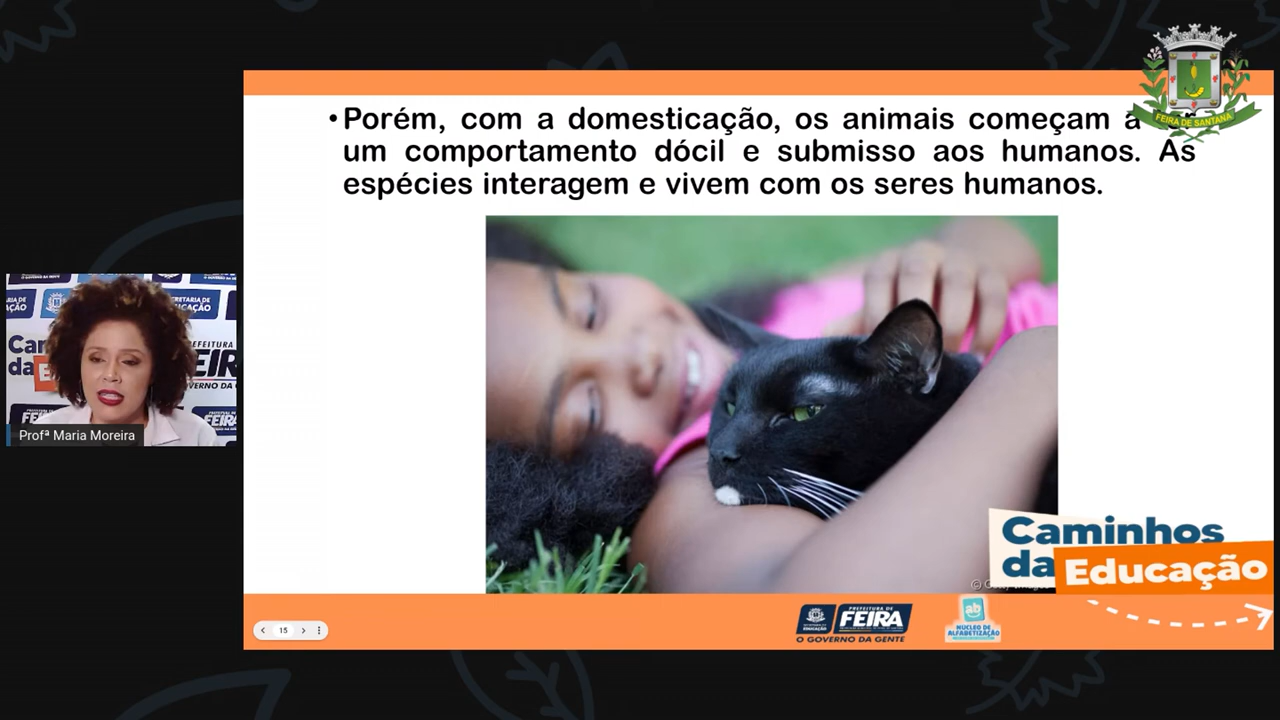 • Porém, com a domesticação, os animais começam a
um comportamento dócil e submisso aos humanos. As
espécies interagem e vivem com os seres humanos.
FEIRA DE SANTANA
Profª Maria Moreira
Caminhos
da Educação
15
PREFEITURA DE
FEIRA
O GOVERNO DA GENTE
ab
NÚCLEO DE
ALFABETIZAÇÃO